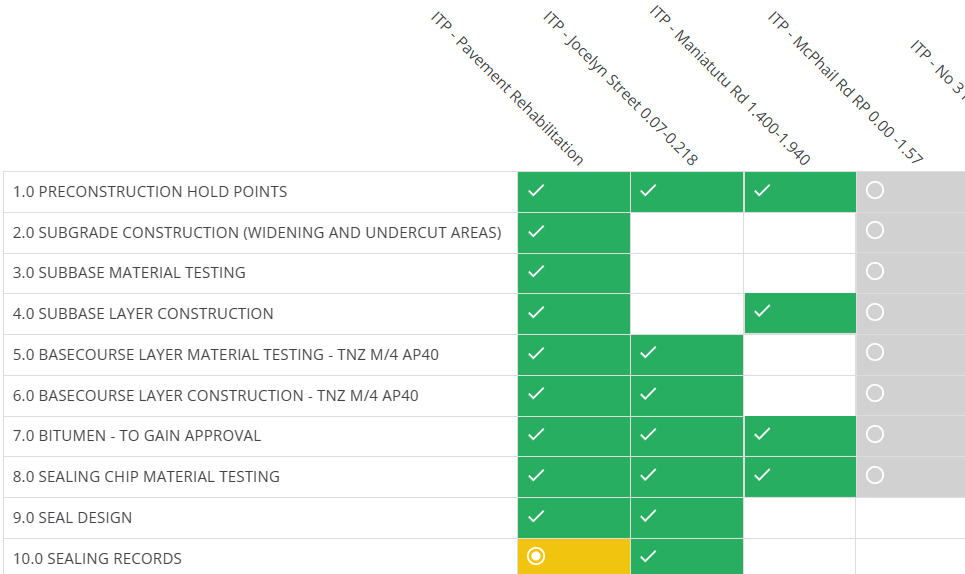 ITP - Pavement Rehabilitation
ITP - Jocelyn Street 0.07-0.218
ITP - Maniatutu Rd 1.400-1.940
ITP - McPhail Rd RP 0.00 -1.57
ITP - No 3
1.0 PRECONSTRUCTION HOLD POINTS
2.0 SUBGRADE CONSTRUCTION (WIDENING AND UNDERCUT AREAS)
3.0 SUBBASE MATERIAL TESTING
4.0 SUBBASE LAYER CONSTRUCTION
5.0 BASECOURSE LAYER MATERIAL TESTING - TNZ M/4 AP40
6.0 BASECOURSE LAYER CONSTRUCTION - TNZ M/4 AP40
7.0 BITUMEN - TO GAIN APPROVAL
8.0 SEALING CHIP MATERIAL TESTING
9.0 SEAL DESIGN
10.0 SEALING RECORDS